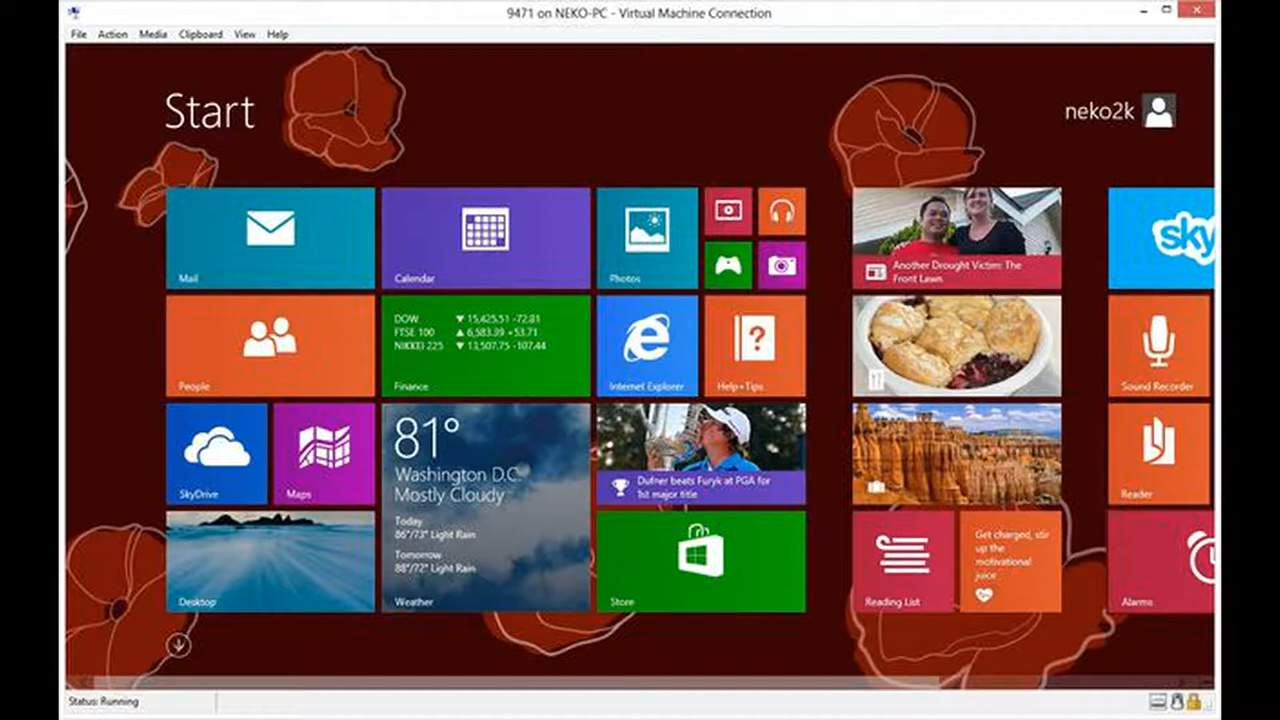 9471 on NEKO-PC - Virtual Machine Connection
File Action Media Clipboard View Help
Start
neko2k
Mail
Calendar
Photos
Another Drought Victim: The
Front Lawn
sky
People
DOW ▼ 15,425.51 -72.81
FTSE 100 ▲ 6,583.39 +53.71
NIKKEI 225 ▼ 13,507.75 -107.44
Finance
Internet Explorer
Help+Tips
Sound Recorder
SkyDrive
Maps
81°
Washington D.C.
Mostly Cloudy
Today
86°/73° Light Rain
Tomorrow
88°/72° Light Rain
Weather
Dufner beats Furyk at PGA for
1st major title
Reader
Desktop
Store
Reading List
Get charged, stir
up the
motivational
juice
Alarms
Status: Running